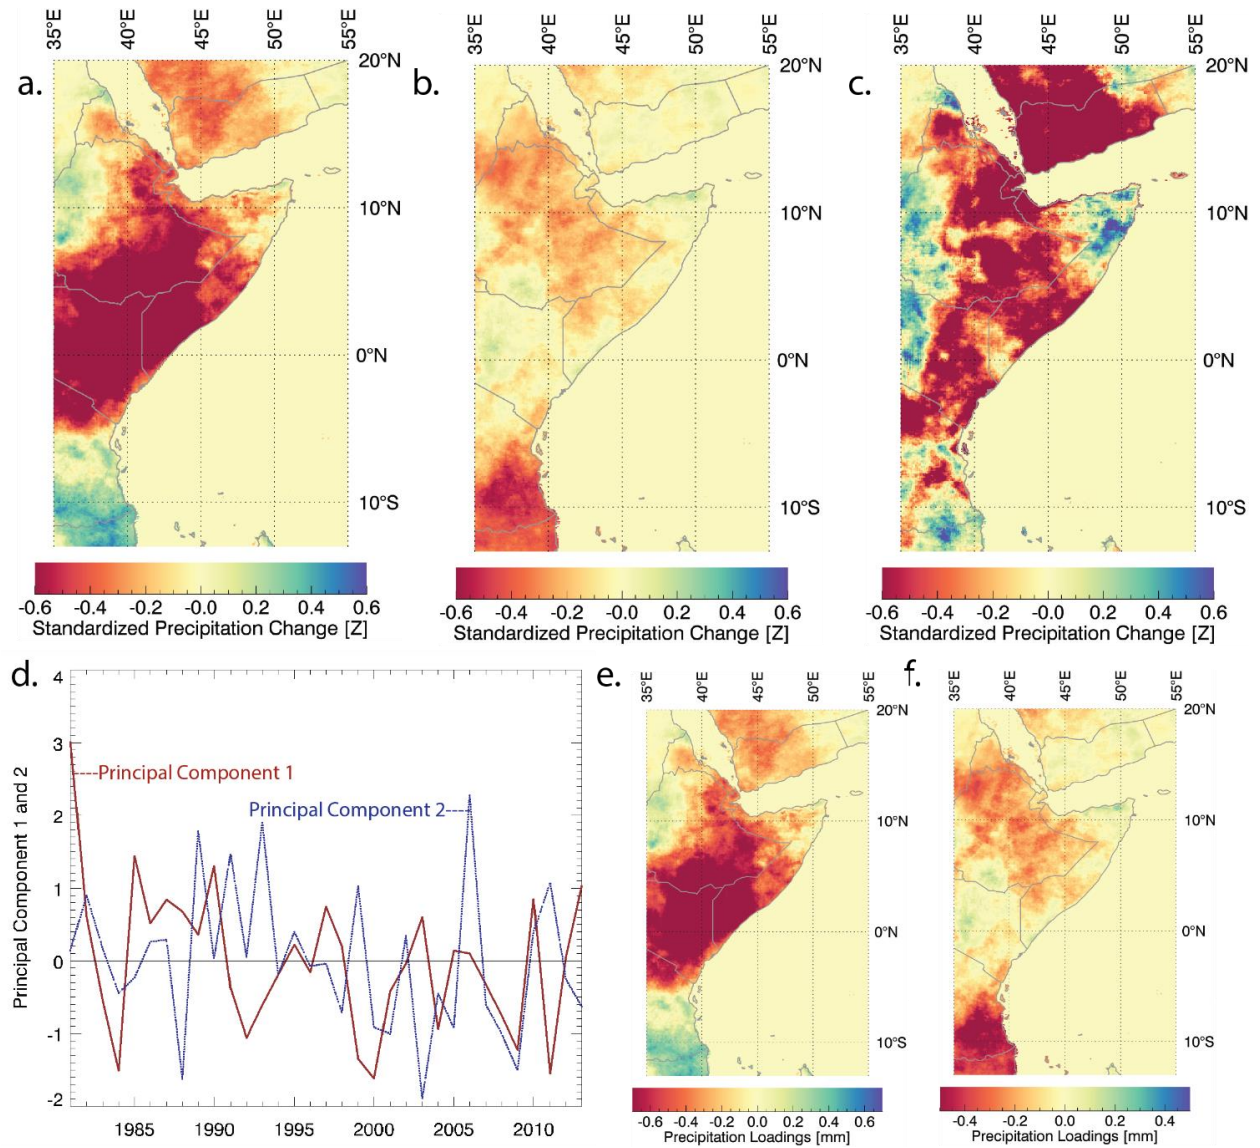 35°E 40°E 45°E 50°E 55°E
a.
20°N
10°N
0°N
10°S
-0.6 -0.4 -0.2 -0.0 0.2 0.4 0.6
Standardized Precipitation Change [Z]
35°E 40°E 45°E 50°E 55°E
b.
20°N
10°N
0°N
10°S
-0.6 -0.4 -0.2 -0.0 0.2 0.4 0.6
Standardized Precipitation Change [Z]
35°E 40°E 45°E 50°E 55°E
c.
20°N
10°N
0°N
10°S
-0.6 -0.4 -0.2 -0.0 0.2 0.4 0.6
Standardized Precipitation Change [Z]
d.
Principal Component 1 and 2
4
3
2
1
0
-1
-2
Principal Component 1
Principal Component 2
1985 1990 1995 2000 2005 2010
e.
35°E 40°E 45°E 50°E 55°E
20°N
10°N
0°N
10°S
-0.6 -0.4 -0.2 0.0 0.2 0.4 0.6
Precipitation Loadings [mm]
f.
35°E 40°E 45°E 50°E 55°E
20°N
10°N
0°N
10°S
-0.4 -0.2 0.0 0.2 0.4
Precipitation Loadings [mm]